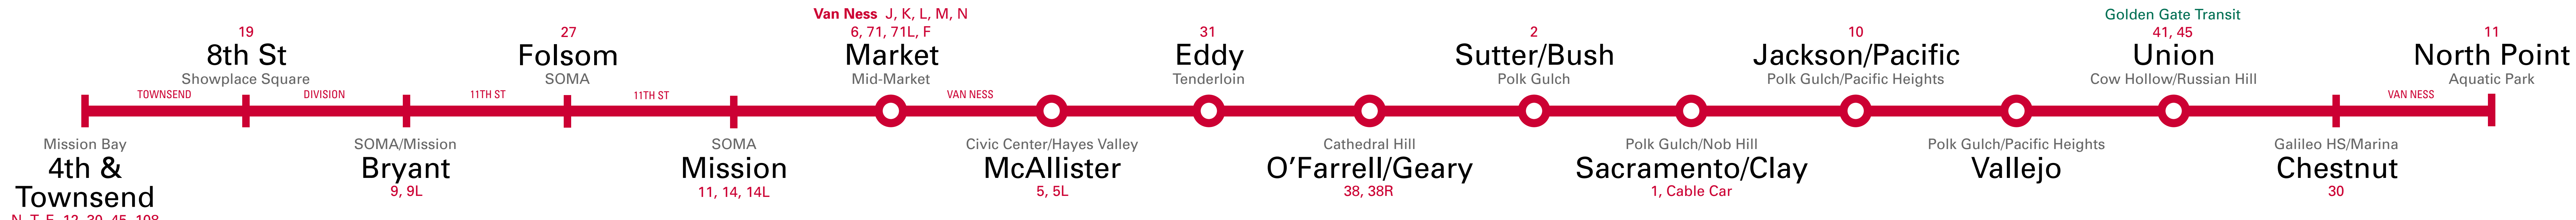 19
8th St
Showplace Square
27
Folsom
SOMA
Van Ness J, K, L, M, N
6, 71, 71L, F
Market
Mid-Market
31
Eddy
Tenderloin
2
Sutter/Bush
Polk Gulch
10
Jackson/Pacific
Polk Gulch/Pacific Heights
Golden Gate Transit
41, 45
Union
Cow Hollow/Russian Hill
11
North Point
Aquatic Park
TOWNSEND
DIVISION
11TH ST
11TH ST
VAN NESS
VAN NESS
Mission Bay
4th &
Townsend
N, T, E, 12, 30, 45, 108
SOMA/Mission
Bryant
9, 9L
SOMA
Mission
11, 14, 14L
Civic Center/Hayes Valley
McAllister
5, 5L
Cathedral Hill
O’Farrell/Geary
38, 38R
Polk Gulch/Nob Hill
Sacramento/Clay
1, Cable Car
Polk Gulch/Pacific Heights
Vallejo
Galileo HS/Marina
Chestnut
30